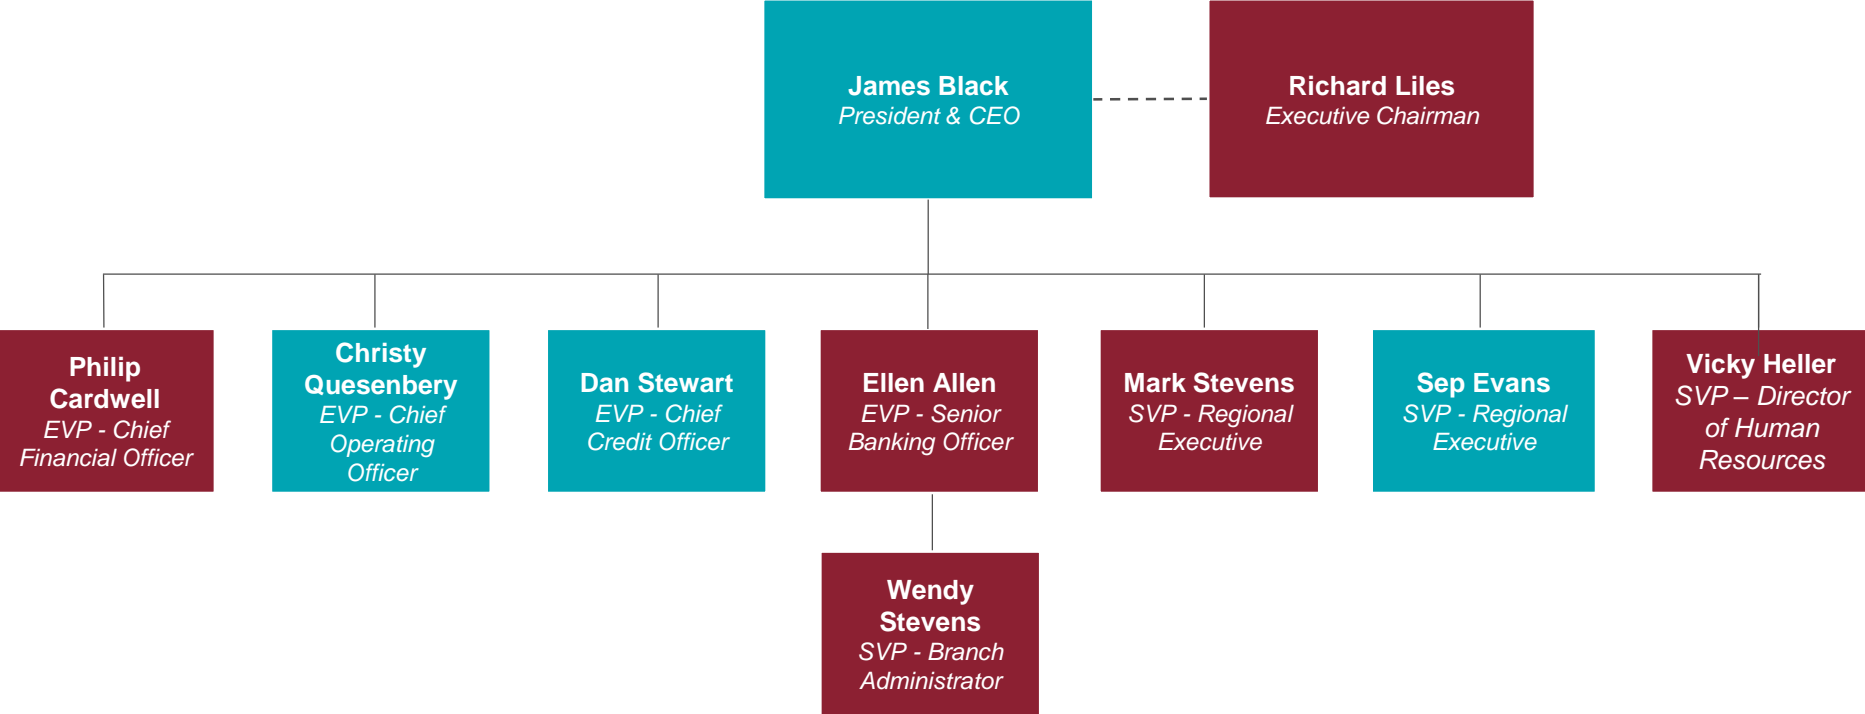 James Black
President & CEO
Richard Liles
Executive Chairman
Philip
Cardwell
EVP - Chief
Financial Officer
Christy
Quesenbery
EVP - Chief
Operating
Officer
Dan Stewart
EVP - Chief
Credit Officer
Ellen Allen
EVP - Senior
Banking Officer
Mark Stevens
SVP - Regional
Executive
Sep Evans
SVP - Regional
Executive
Vicky Heller
SVP – Director
of Human
Resources
Wendy
Stevens
SVP - Branch
Administrator